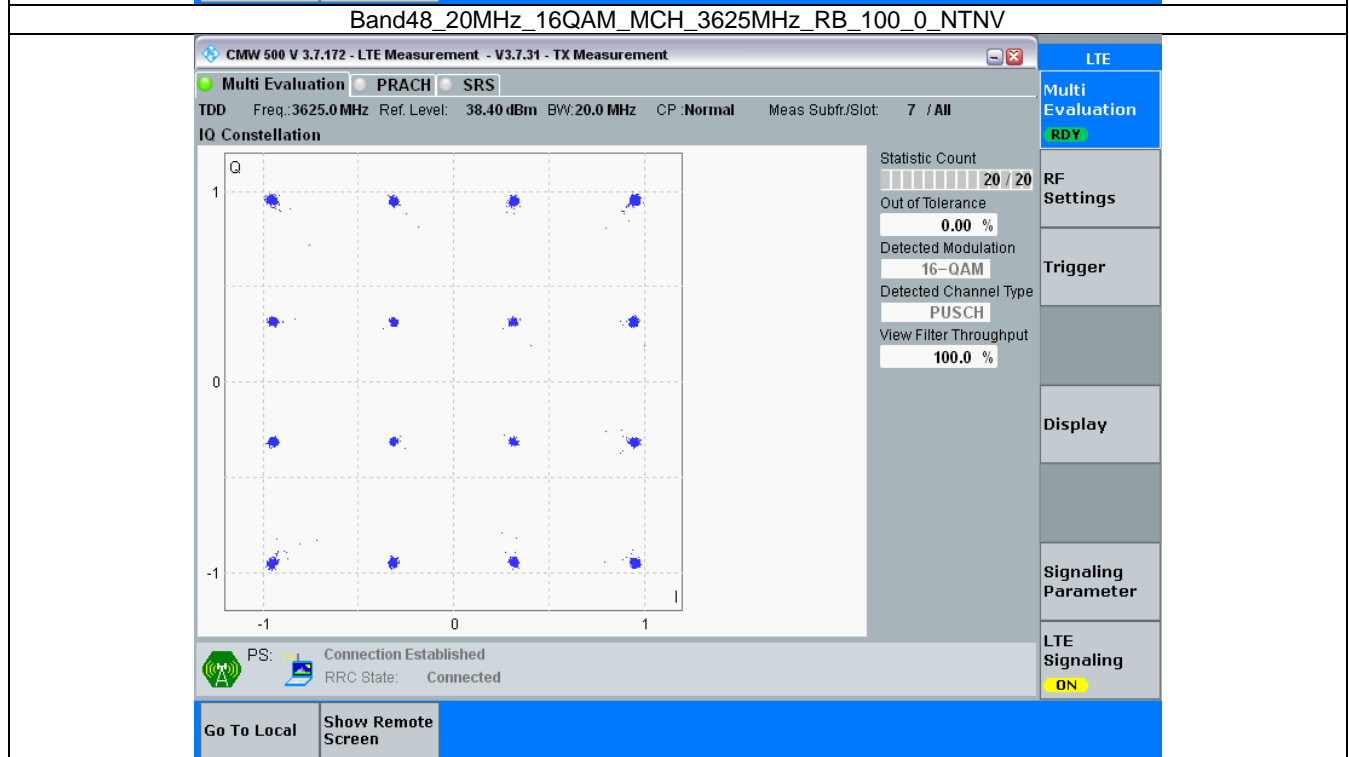 Band48_20MHz_16QAM_MCH_3625MHz_RB_100_0_NTNV
CMW 500 V 3.7.172 - LTE Measurement - V3.7.31 - TX Measurement
LTE
Multi Evaluation PRACH SRS
Multi
Evaluation
RDY
TDD Freq.:3625.0 MHz Ref. Level: 38.40 dBm BW:20.0 MHz CP :Normal Meas Subfr./Slot: 7 / All
IQ Constellation
Q
1
0
-1
I
-1 0 1
Statistic Count
20 / 20
Out of Tolerance
0.00 %
Detected Modulation
16-QAM
Detected Channel Type
PUSCH
View Filter Throughput
100.0 %
RF
Settings
Trigger
Display
Signaling
Parameter
LTE
Signaling
ON
PS: Connection Established
RRC State: Connected
Go To Local
Show Remote
Screen